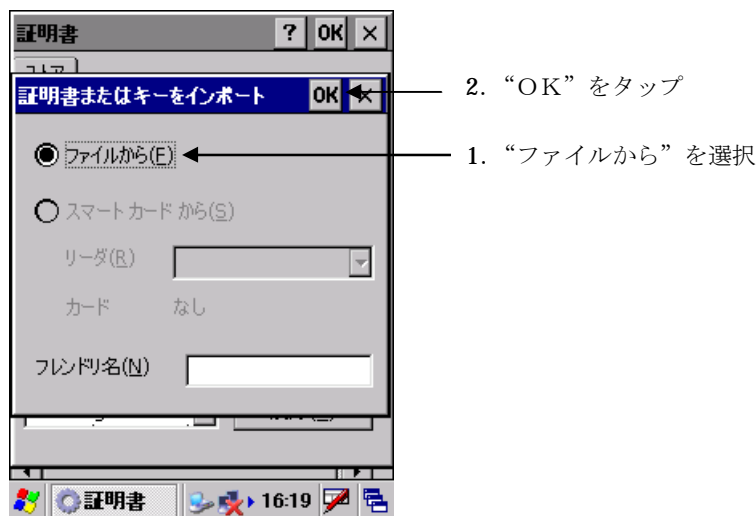 証明書 ? OK ×
ストア
証明書またはキーをインポート OK ×
2. “ＯＫ”をタップ
ファイルから(F)
1. “ファイルから”を選択
スマート カード から(S)
リーダ(R)
カード なし
フレンドリ名(N)
証明書 16:19